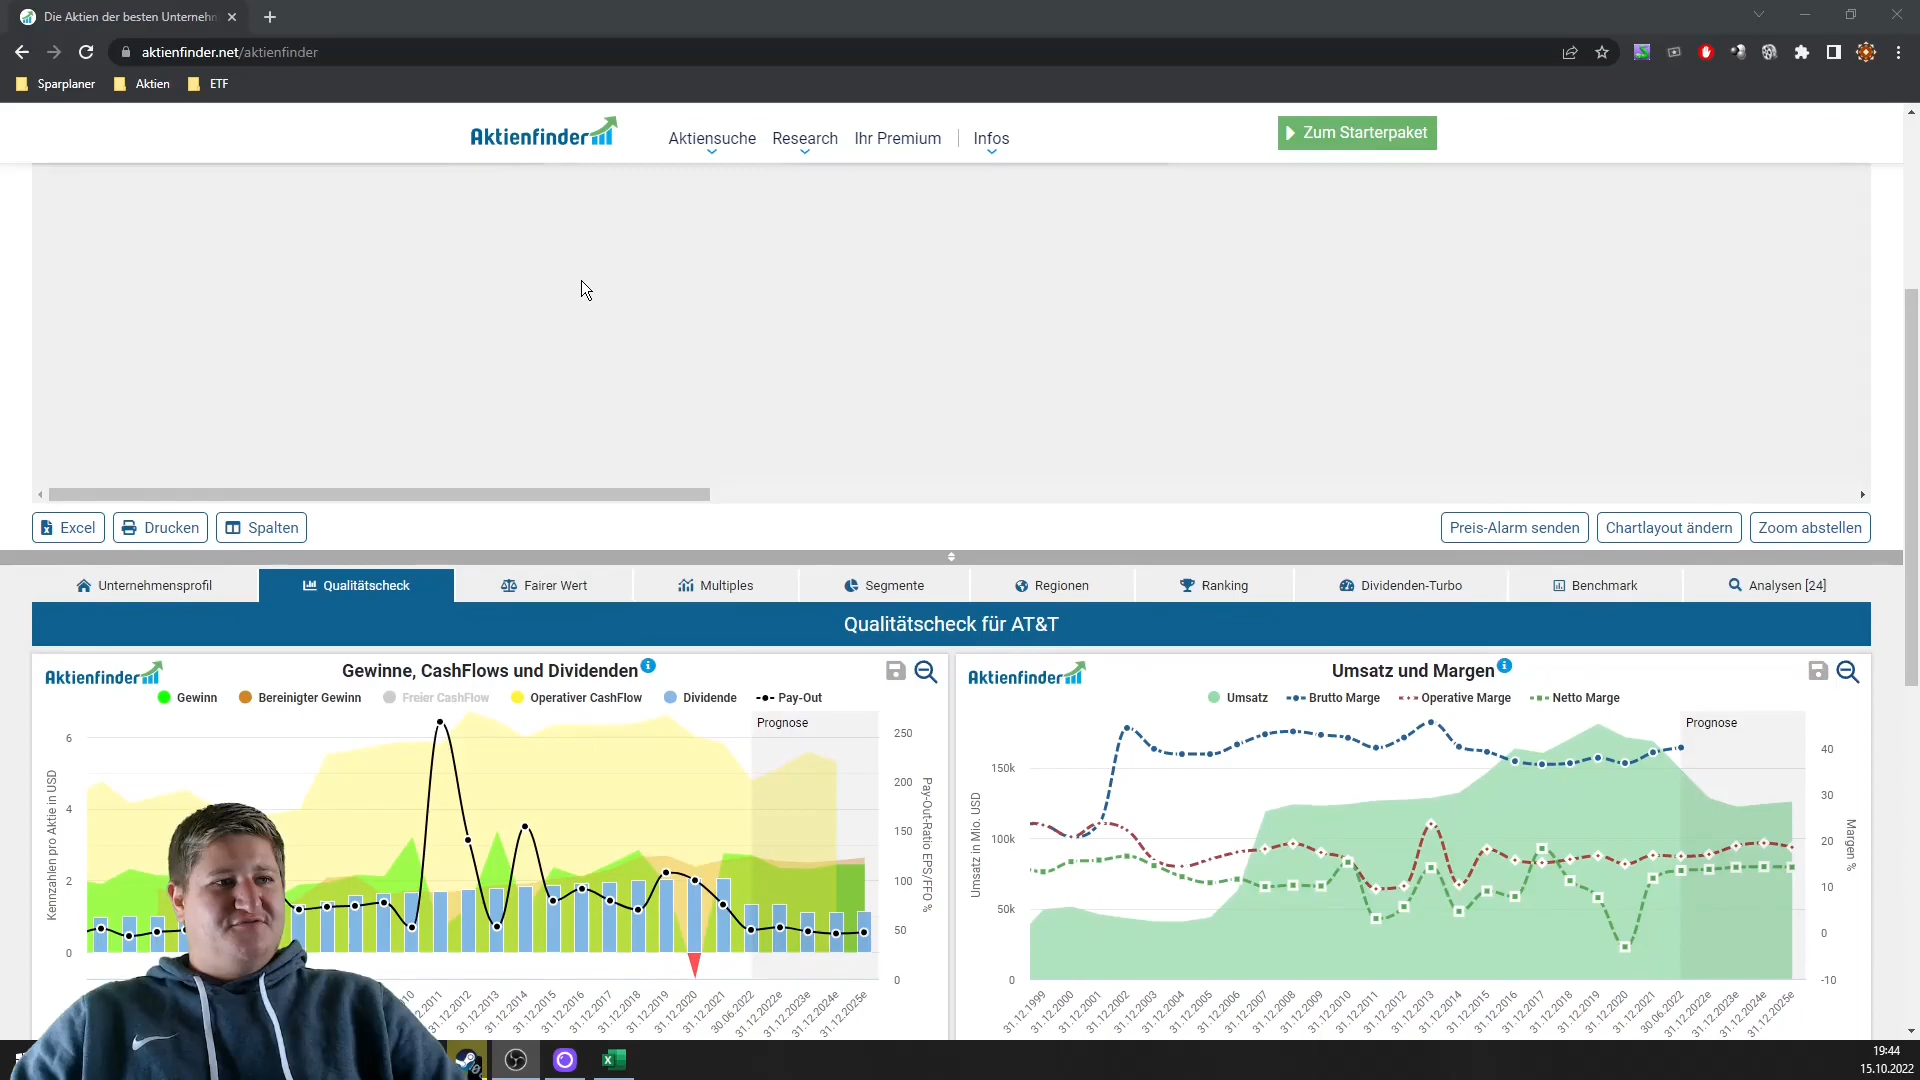 Die Aktien der besten Unternehm
aktienfinder.net/aktienfinder
Sparplaner
Aktien
ETF
Aktienfinder
Aktiensuche
Research
Ihr Premium
Infos
Zum Starterpaket
Excel
Drucken
Spalten
Preis-Alarm senden
Chartlayout ändern
Zoom abstellen
Unternehmensprofil
Qualitätscheck
Fairer Wert
Multiples
Segmente
Regionen
Ranking
Dividenden-Turbo
Benchmark
Analysen [24]
Qualitätscheck für AT&T
Aktienfinder
Gewinne, CashFlows und Dividenden
Gewinn
Bereinigter Gewinn
Freier CashFlow
Operativer CashFlow
Dividende
Pay-Out
Prognose
6
4
2
0
Kennzahlen pro Aktie in USD
250
200
150
100
50
0
Pay-Out-Ratio EPS/FFO %
31.12.2012
31.12.2013
31.12.2014
31.12.2015
31.12.2016
31.12.2017
31.12.2018
31.12.2019
31.12.2020
31.12.2021
30.06.2022
31.12.2022e
31.12.2023e
31.12.2024e
31.12.2025e
Aktienfinder
Umsatz und Margen
Umsatz
Brutto Marge
Operative Marge
Netto Marge
Prognose
150k
100k
50k
0
Umsatz in Mio. USD
40
30
20
10
0
-10
Margen %
31.12.1999
31.12.2000
31.12.2001
31.12.2002
31.12.2003
31.12.2004
31.12.2005
31.12.2006
31.12.2007
31.12.2008
31.12.2009
31.12.2010
31.12.2011
31.12.2012
31.12.2013
31.12.2014
31.12.2015
31.12.2016
31.12.2017
31.12.2018
31.12.2019
31.12.2020
31.12.2021
30.06.2022
31.12.2022e
31.12.2023e
31.12.2024e
31.12.2025e
19:44
15.10.2022